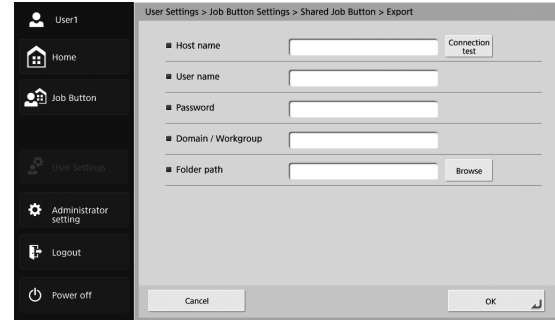 User1
Home
Job Button
User Settings
Administrator
setting
Logout
Power off
User Settings > Job Button Settings > Shared Job Button > Export
Host name
Connection
test
User name
Password
Domain / Workgroup
Folder path
Browse
Cancel
OK